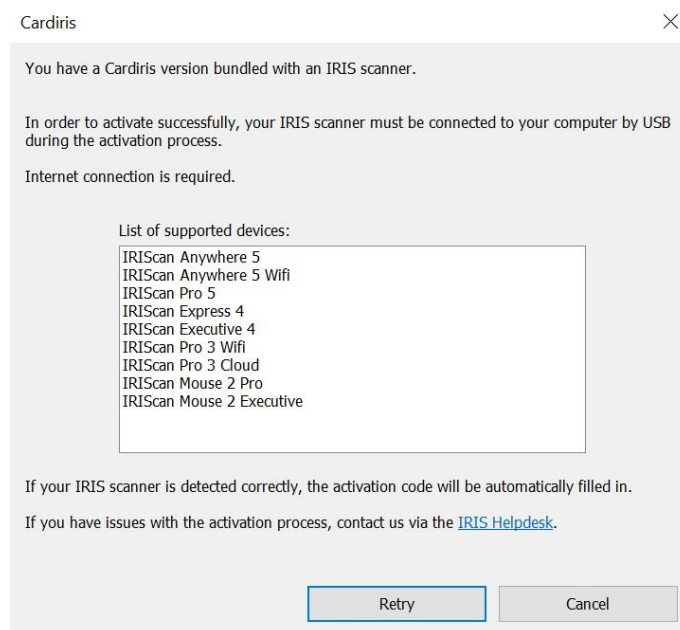 Cardiris
You have a Cardiris version bundled with an IRIS scanner.
In order to activate successfully, your IRIS scanner must be connected to your computer by USB
during the activation process.
Internet connection is required.
List of supported devices:
IRIScan Anywhere 5
IRIScan Anywhere 5 Wifi
IRIScan Pro 5
IRIScan Express 4
IRIScan Executive 4
IRIScan Pro 3 Wifi
IRIScan Pro 3 Cloud
IRIScan Mouse 2 Pro
IRIScan Mouse 2 Executive
If your IRIS scanner is detected correctly, the activation code will be automatically filled in.
If you have issues with the activation process, contact us via the IRIS Helpdesk.
Retry Cancel